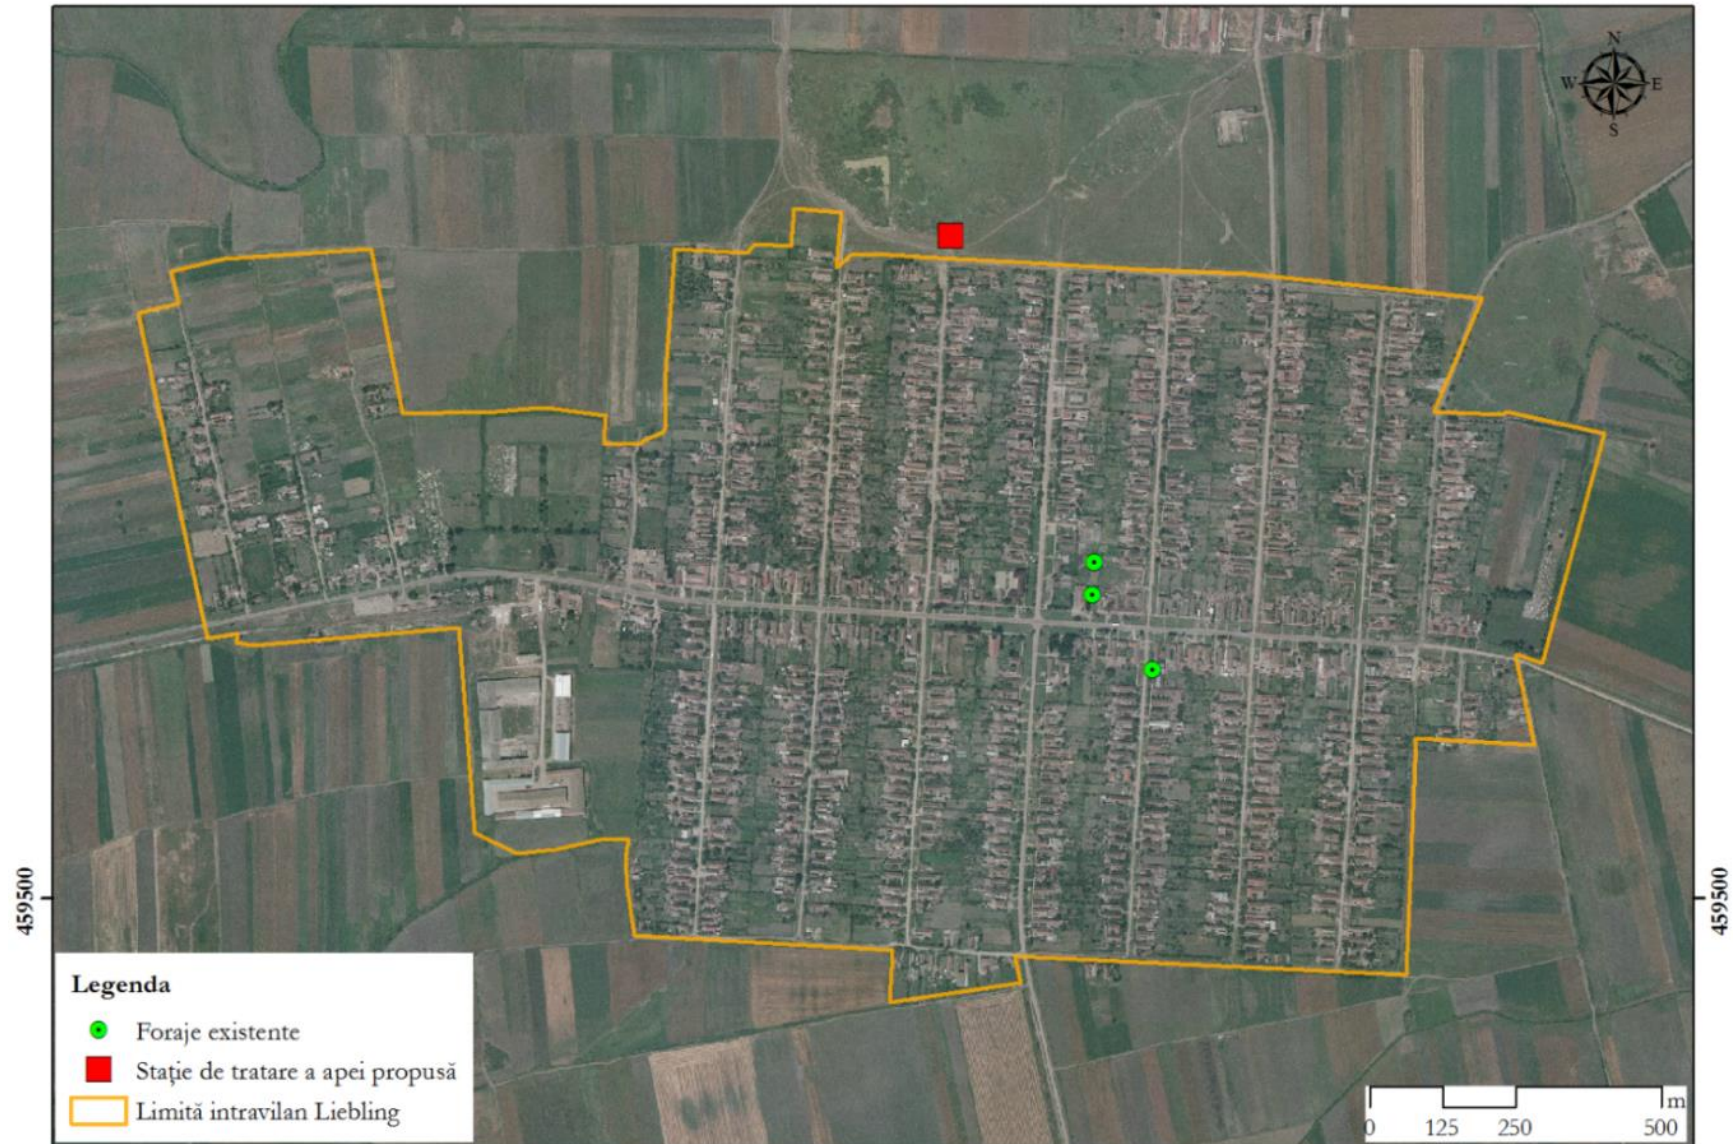 N
W E
S
459500
459500
Legenda
Foraje existente
Stație de tratare a apei propusă
Limită intravilan Liebling
m
0 125 250 500